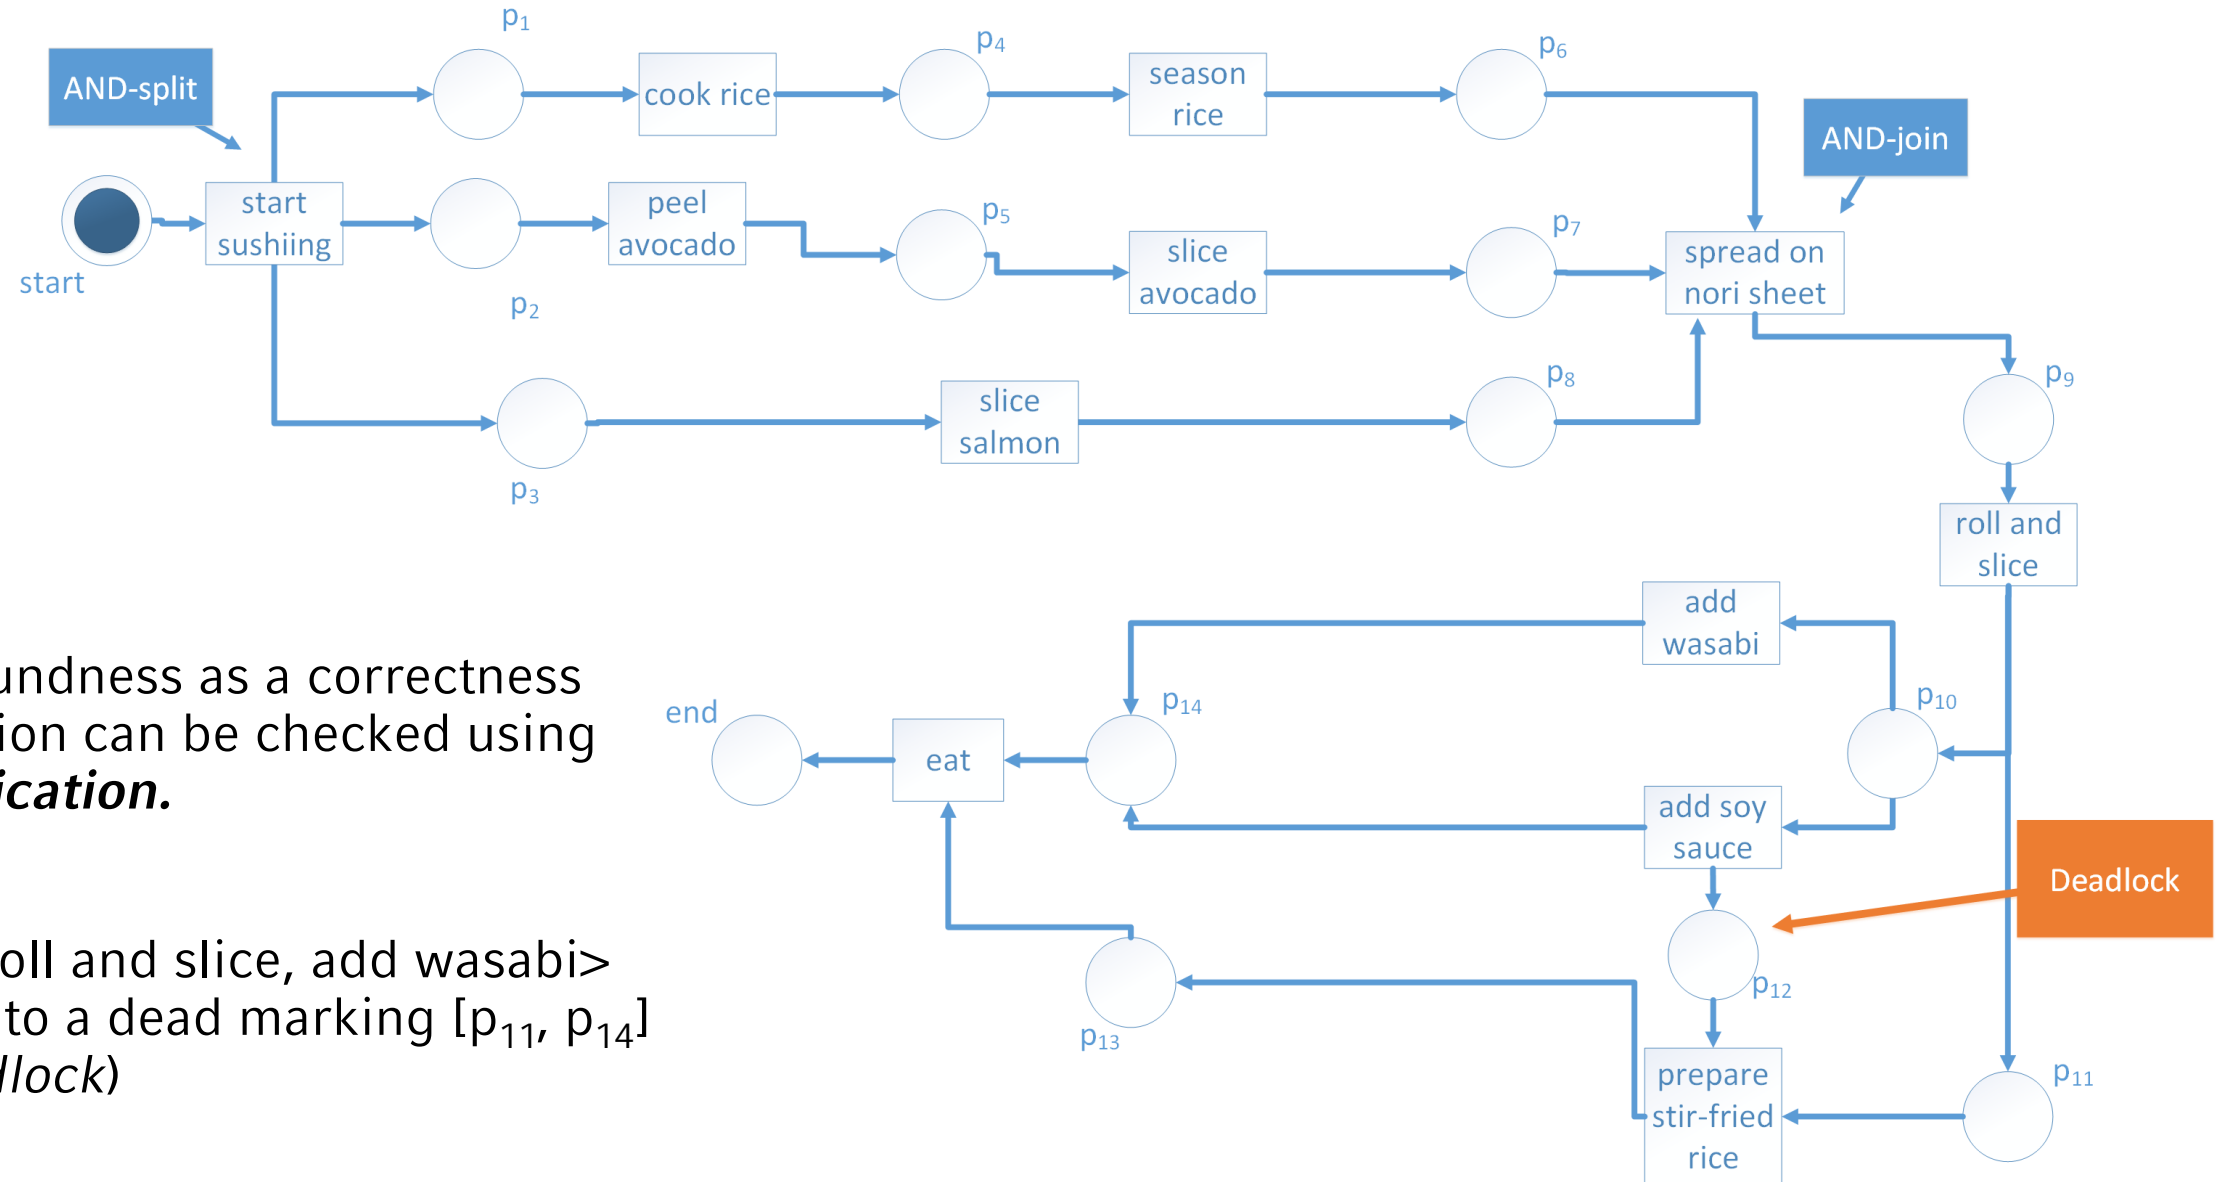 p1
p4
p6
AND-split
cook rice
season
rice
AND-join
start
sushiing
peel
avocado
p5
p7
slice
avocado
spread on
nori sheet
start
p2
p8
p9
slice
salmon
p3
roll and
slice
add
wasabi
undness as a correctness
ion can be checked using
ication.
end
eat
p14
p10
add soy
sauce
Deadlock
oll and slice, add wasabi>
to a dead marking [p11, p14]
dlock)
p12
p13
prepare
stir-fried
rice
p11